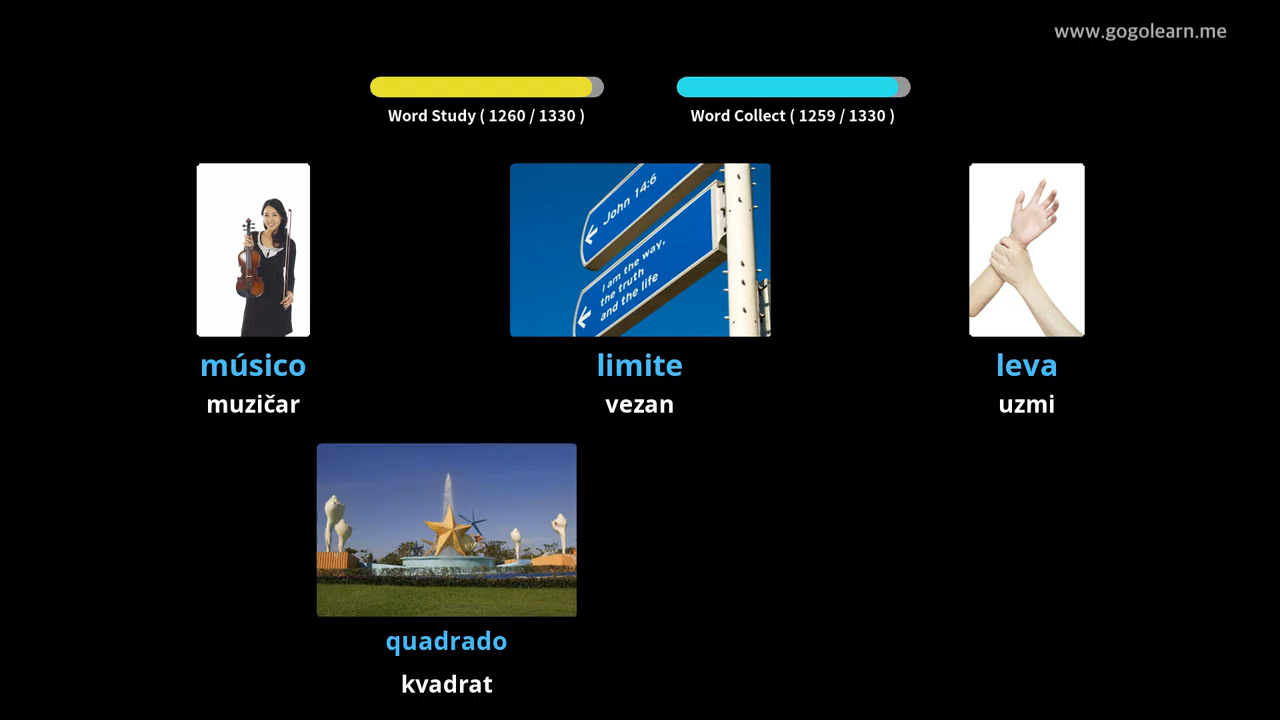 www.gogolearn.me
Word Study ( 1260 / 1330 )
Word Collect ( 1259 / 1330 )
John 14:6
I am the way,
the truth
and the life
músico
limite
leva
muzičar
vezan
uzmi
quadrado
kvadrat